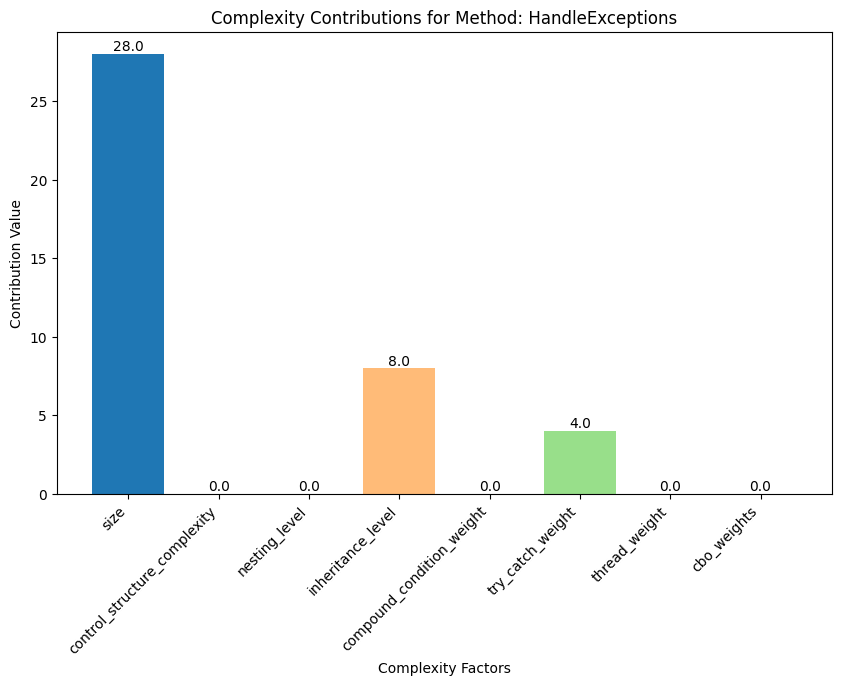 Complexity Contributions for Method: HandleExceptions
Contribution Value
25
20
15
10
5
0
28.0
0.0
0.0
8.0
0.0
4.0
0.0
0.0
size
control_structure_complexity
nesting_level
inheritance_level
compound_condition_weight
try_catch_weight
thread_weight
cbo_weights
Complexity Factors